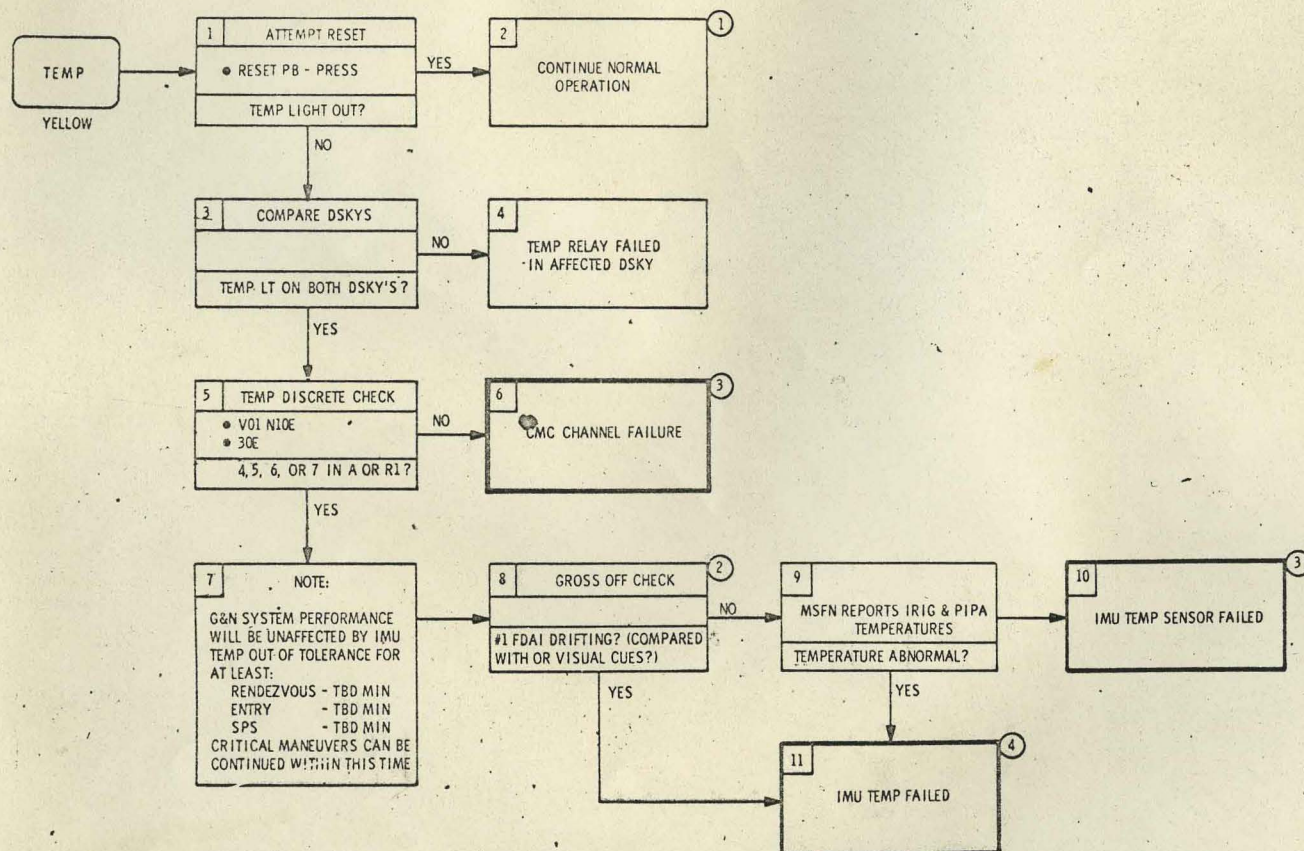 TEMP
YELLOW
1 ATTEMPT RESET
• RESET PB - PRESS
TEMP LIGHT OUT?
YES
NO
2
1
CONTINUE NORMAL
OPERATION
3 COMPARE DSKYS
TEMP LT ON BOTH DSKY'S?
NO
YES
4
TEMP RELAY FAILED
IN AFFECTED DSKY
5 TEMP DISCRETE CHECK
• V01 N10E
• 30E
4, 5, 6, OR 7 IN A OR R1?
NO
YES
6
3
CMC CHANNEL FAILURE
7 NOTE:
G&N SYSTEM PERFORMANCE
WILL BE UNAFFECTED BY IMU
TEMP OUT OF TOLERANCE FOR
AT LEAST:
RENDEZVOUS - TBD MIN
ENTRY - TBD MIN
SPS - TBD MIN
CRITICAL MANEUVERS CAN BE
CONTINUED WITHIN THIS TIME
8 GROSS OFF CHECK
2
#1 FDAI DRIFTING? (COMPARED
WITH OR VISUAL CUES?)
NO
YES
9
MSFN REPORTS IRIG & PIPA
TEMPERATURES
TEMPERATURE ABNORMAL?
YES
10
3
IMU TEMP SENSOR FAILED
11
4
IMU TEMP FAILED